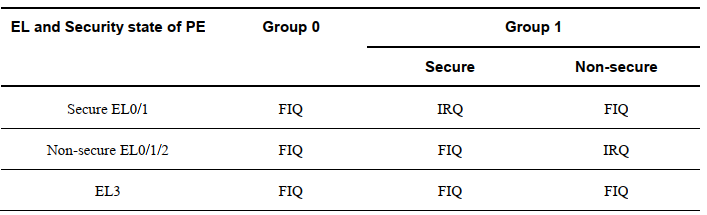 EL and Security state of PE Group 0 Group 1
Secure Non-secure
Secure EL0/1 FIQ IRQ FIQ
Non-secure EL0/1/2 FIQ FIQ IRQ
EL3 FIQ FIQ FIQ